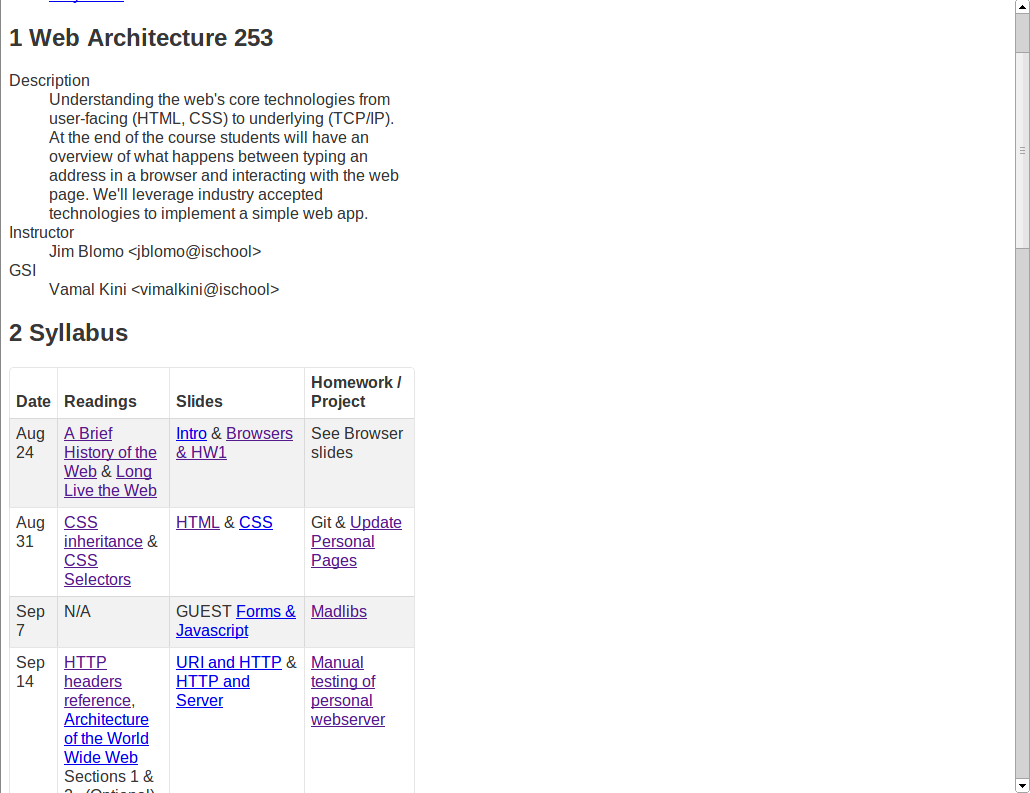 1 Web Architecture 253
Description
Understanding the web's core technologies from
user-facing (HTML, CSS) to underlying (TCP/IP).
At the end of the course students will have an
overview of what happens between typing an
address in a browser and interacting with the web
page. We'll leverage industry accepted
technologies to implement a simple web app.
Instructor
Jim Blomo <jblomo@ischool>
GSI
Vamal Kini <vimalkini@ischool>
2 Syllabus
Date Readings Slides Homework /
Project
Aug
24
A Brief
History of the
Web & Long
Live the Web
Intro & Browsers
& HW1
See Browser
slides
Aug
31
CSS
inheritance &
CSS
Selectors
HTML & CSS
Git & Update
Personal
Pages
Sep
7
N/A
GUEST Forms &
Javascript
Madlibs
Sep
14
HTTP
headers
reference,
Architecture
of the World
Wide Web
Sections 1 &
(Optional)
URI and HTTP &
HTTP and
Server
Manual
testing of
personal
webserver